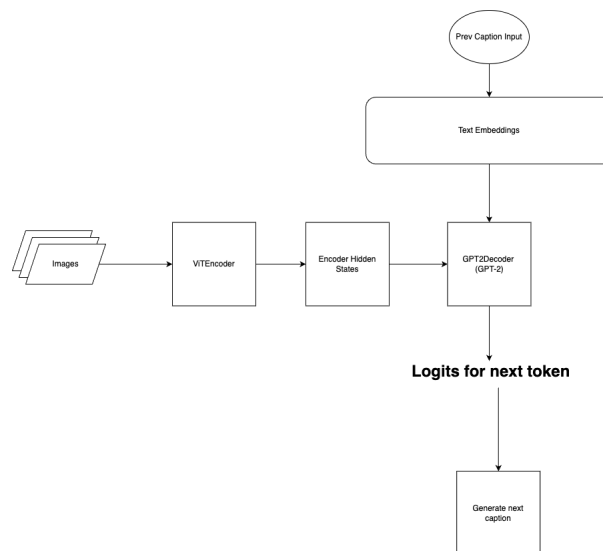 Prev Caption Input
Text Embeddings
Images
ViTEncoder
Encoder Hidden
States
GPT2Decoder
(GPT-2)
Logits for next token
Generate next
caption